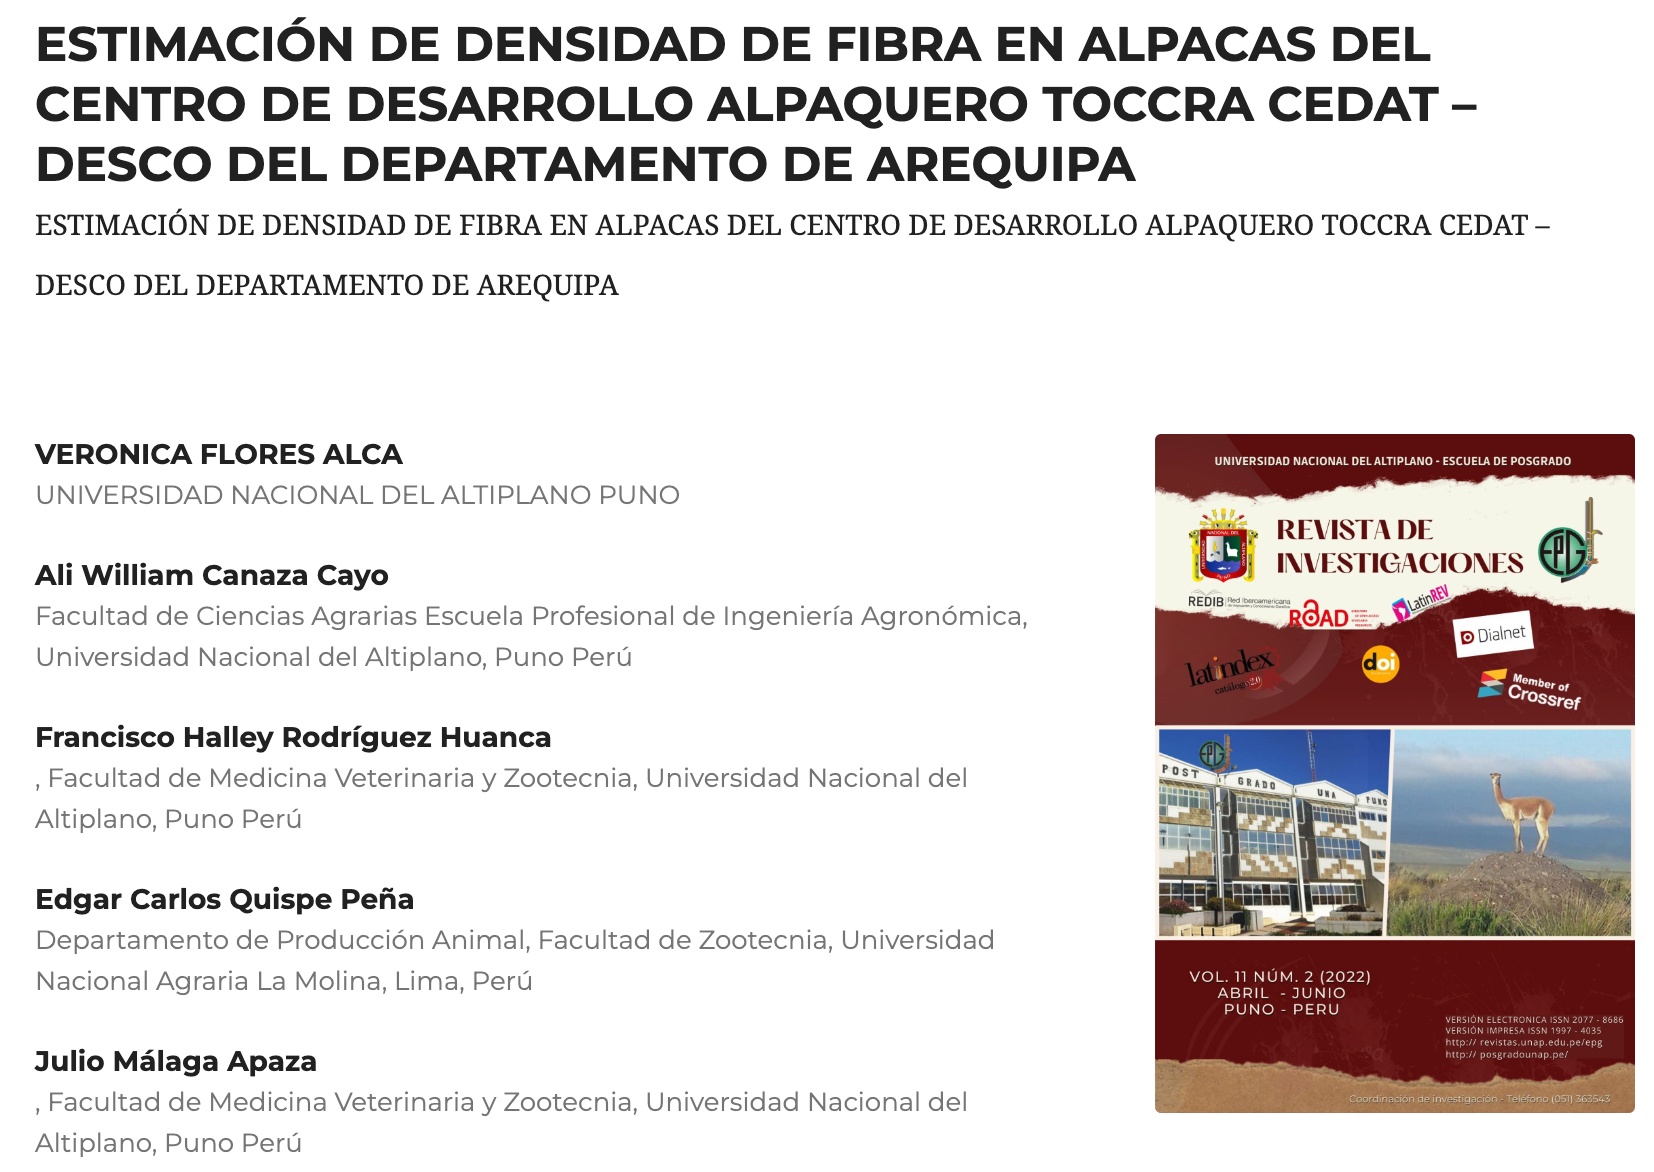 ESTIMACIÓN DE DENSIDAD DE FIBRA EN ALPACAS DEL
CENTRO DE DESARROLLO ALPAQUERO TOCCRA CEDAT –
DESCO DEL DEPARTAMENTO DE AREQUIPA
ESTIMACIÓN DE DENSIDAD DE FIBRA EN ALPACAS DEL CENTRO DE DESARROLLO ALPAQUERO TOCCRA CEDAT –
DESCO DEL DEPARTAMENTO DE AREQUIPA
VERONICA FLORES ALCA
UNIVERSIDAD NACIONAL DEL ALTIPLANO PUNO
Ali William Canaza Cayo
Facultad de Ciencias Agrarias Escuela Profesional de Ingeniería Agronómica,
Universidad Nacional del Altiplano, Puno Perú
Francisco Halley Rodríguez Huanca
, Facultad de Medicina Veterinaria y Zootecnia, Universidad Nacional del
Altiplano, Puno Perú
Edgar Carlos Quispe Peña
Departamento de Producción Animal, Facultad de Zootecnia, Universidad
Nacional Agraria La Molina, Lima, Perú
Julio Málaga Apaza
, Facultad de Medicina Veterinaria y Zootecnia, Universidad Nacional del
Altiplano, Puno Perú
UNIVERSIDAD NACIONAL DEL ALTIPLANO - ESCUELA DE POSGRADO
REVISTA DE
INVESTIGACIONES
EPG
REDIB Red Iberoamericana
ROAD
LatinREV
Dialnet
latindex
catálogo 2.0
doi
Member of
Crossref
EPG
POST GRADO UNA PUNO
VOL. 11 NÚM. 2 (2022)
ABRIL - JUNIO
PUNO - PERU
VERSIÓN ELECTRONICA ISSN 2077 - 8686
VERSIÓN IMPRESA ISSN 1997 - 4035
http:// revistas.unap.edu.pe/epg
http:// posgradounap.pe/
Coordinación de investigación - Teléfono (051) 363543